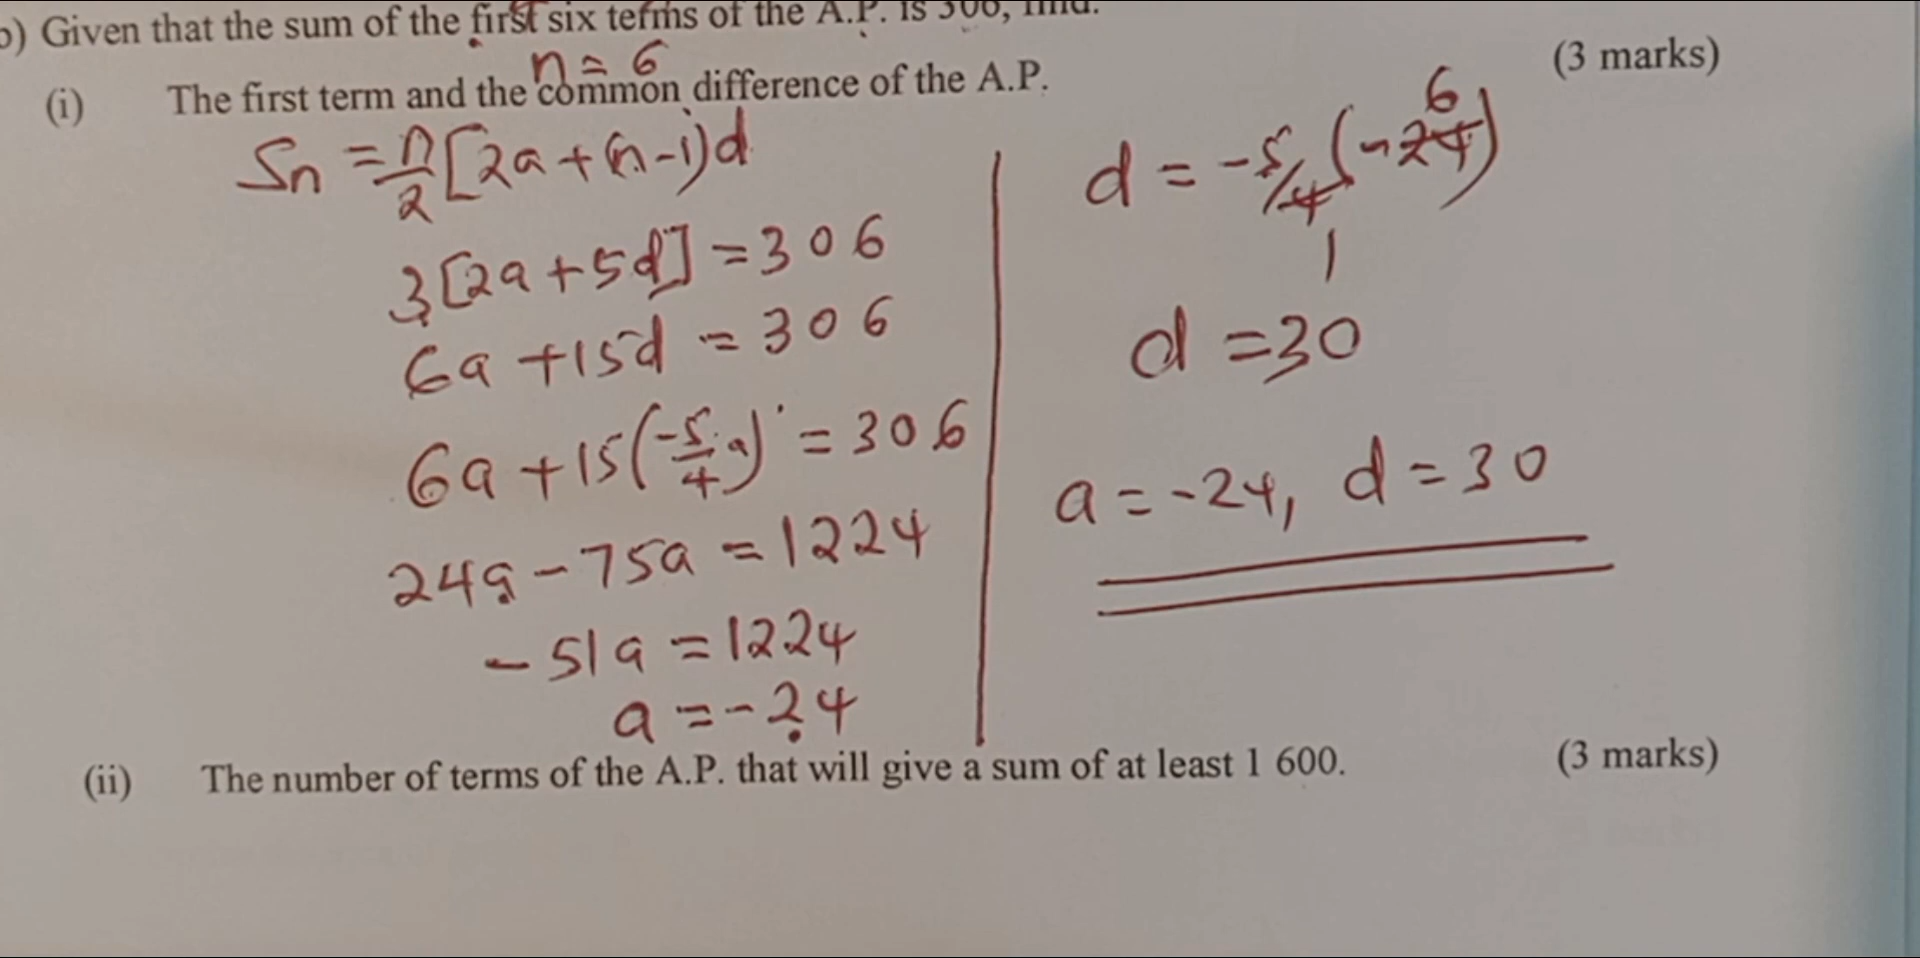 b) Given that the sum of the first six terms of the A.P. is 306, find.
n = 6
(i) The first term and the common difference of the A.P. (3 marks)
Sn = n/2 [2a + (n-1)d
3[2a + 5d] = 306
6a + 15d = 306
6a + 15(-5/4 a) = 306
24a - 75a = 1224
- 51a = 1224
a = -24
d = -5/4 (-24)
6
1
d = 30
a = -24, d = 30
(ii) The number of terms of the A.P. that will give a sum of at least 1 600. (3 marks)